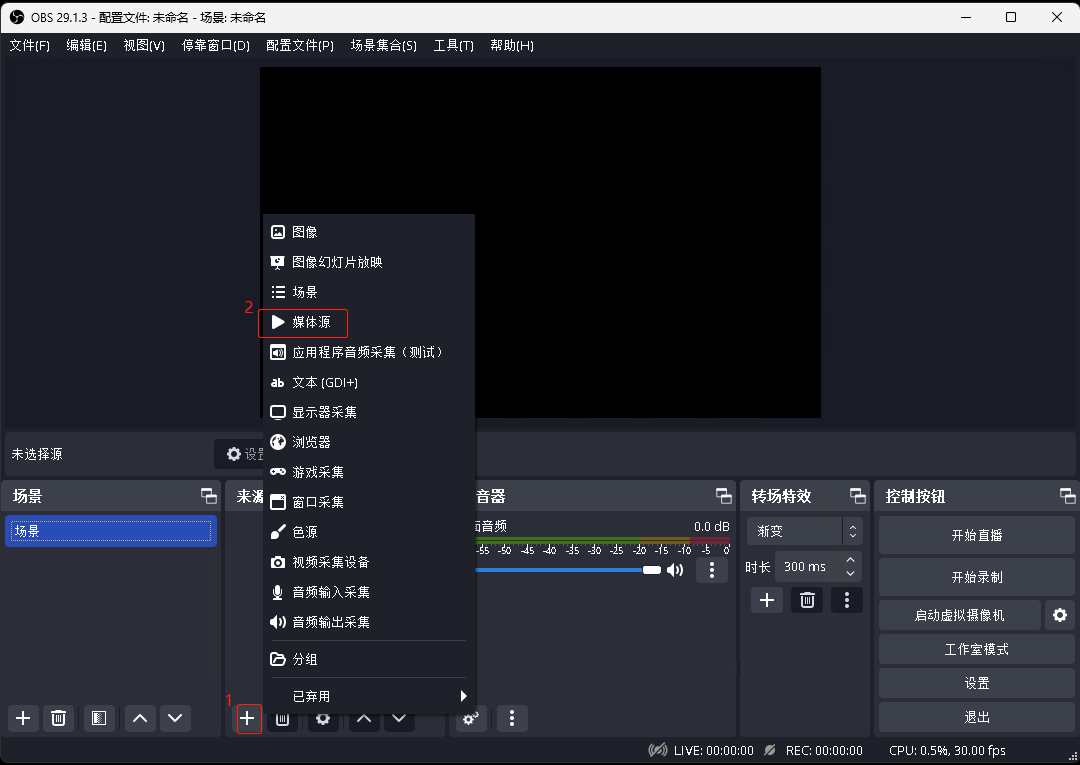 OBS 29.1.3 - 配置文件: 未命名 - 场景: 未命名
文件(F) 编辑(E) 视图(V) 停靠窗口(D) 配置文件(P) 场景集合(S) 工具(T) 帮助(H)
图像
图像幻灯片放映
场景
2
媒体源
应用程序音频采集（测试）
ab 文本 (GDI+)
显示器采集
浏览器
游戏采集
窗口采集
色源
视频采集设备
音频输入采集
音频输出采集
分组
已弃用
未选择源 设
场景 来源 音器 转场特效 控制按钮
场景
面音频 0.0 dB
-55 -50 -45 -40 -35 -30 -25 -20 -15 -10 -5 0
渐变
时长 300 ms
开始直播
开始录制
启动虚拟摄像机
工作室模式
设置
退出
1
LIVE: 00:00:00 REC: 00:00:00 CPU: 0.5%, 30.00 fps